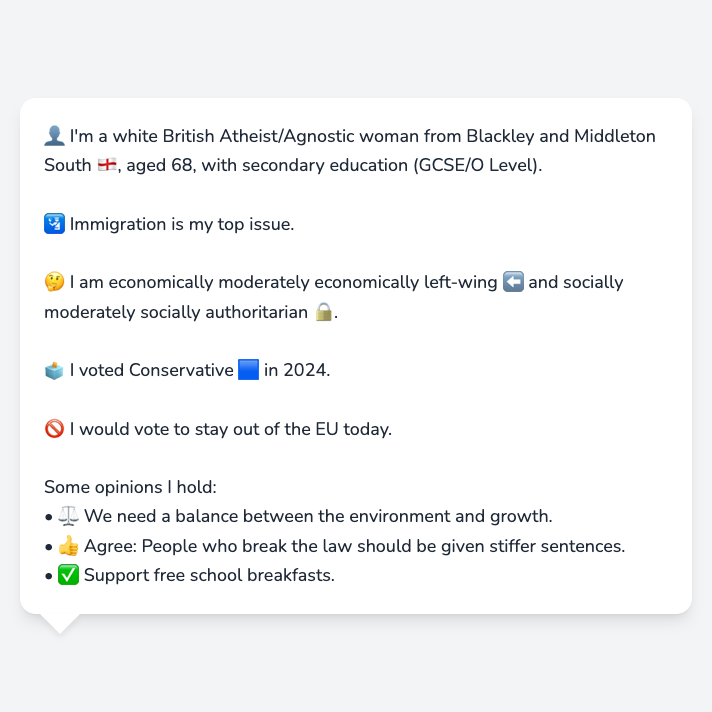 👤 I'm a white British Atheist/Agnostic woman from Blackley and Middleton
South 🏴󠁧󠁢󠁥󠁮󠁧󠁿, aged 68, with secondary education (GCSE/O Level).
🛂 Immigration is my top issue.
🤔 I am economically moderately economically left-wing ⬅️ and socially
moderately socially authoritarian 🔒.
🗳️ I voted Conservative 🟦 in 2024.
🚫 I would vote to stay out of the EU today.
Some opinions I hold:
• ⚖️ We need a balance between the environment and growth.
• 👍 Agree: People who break the law should be given stiffer sentences.
• ✅ Support free school breakfasts.